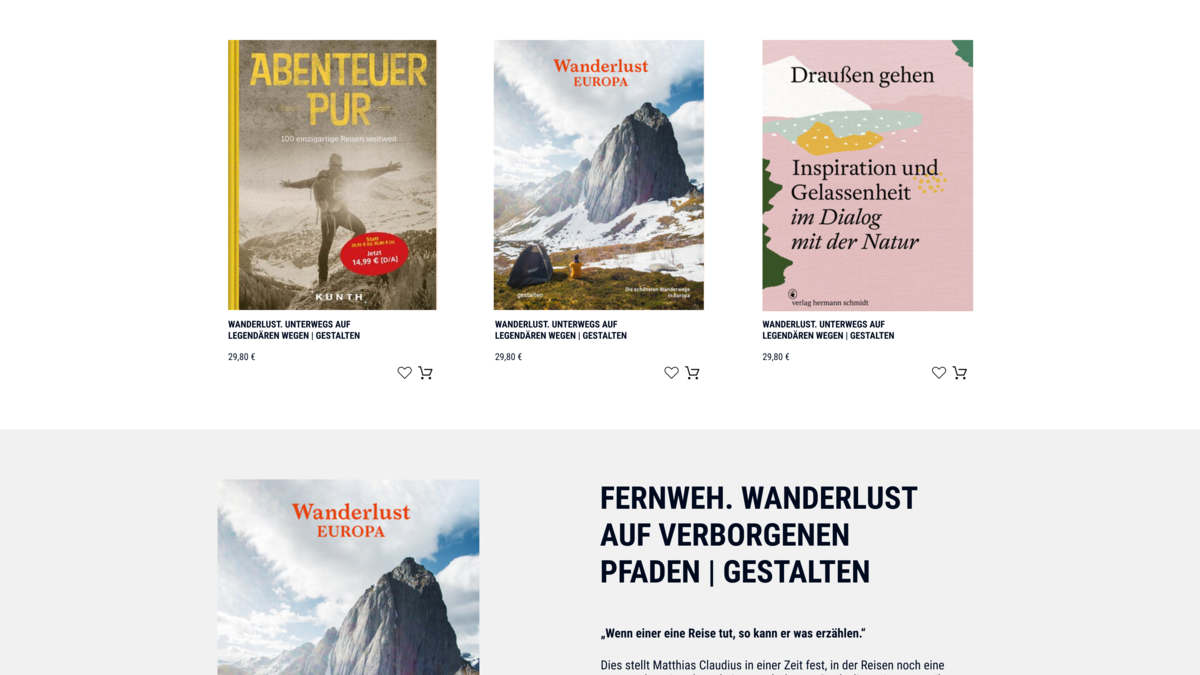 ABENTEUER
PUR
100 einzigartige Reisen weltweit
Statt
Jetzt
14,99 € [D/A]
KUNTH
WANDERLUST. UNTERWEGS AUF
LEGENDÄREN WEGEN | GESTALTEN
29,80 €
Wanderlust
EUROPA
gestalten
Die schönsten Wanderwege
in Europa
WANDERLUST. UNTERWEGS AUF
LEGENDÄREN WEGEN | GESTALTEN
29,80 €
Draußen gehen
Inspiration und
Gelassenheit
im Dialog
mit der Natur
verlag hermann schmidt
WANDERLUST. UNTERWEGS AUF
LEGENDÄREN WEGEN | GESTALTEN
29,80 €
Wanderlust
EUROPA
FERNWEH. WANDERLUST
AUF VERBORGENEN
PFADEN | GESTALTEN
„Wenn einer eine Reise tut, so kann er was erzählen.“
Dies stellt Matthias Claudius in einer Zeit fest, in der Reisen noch eine